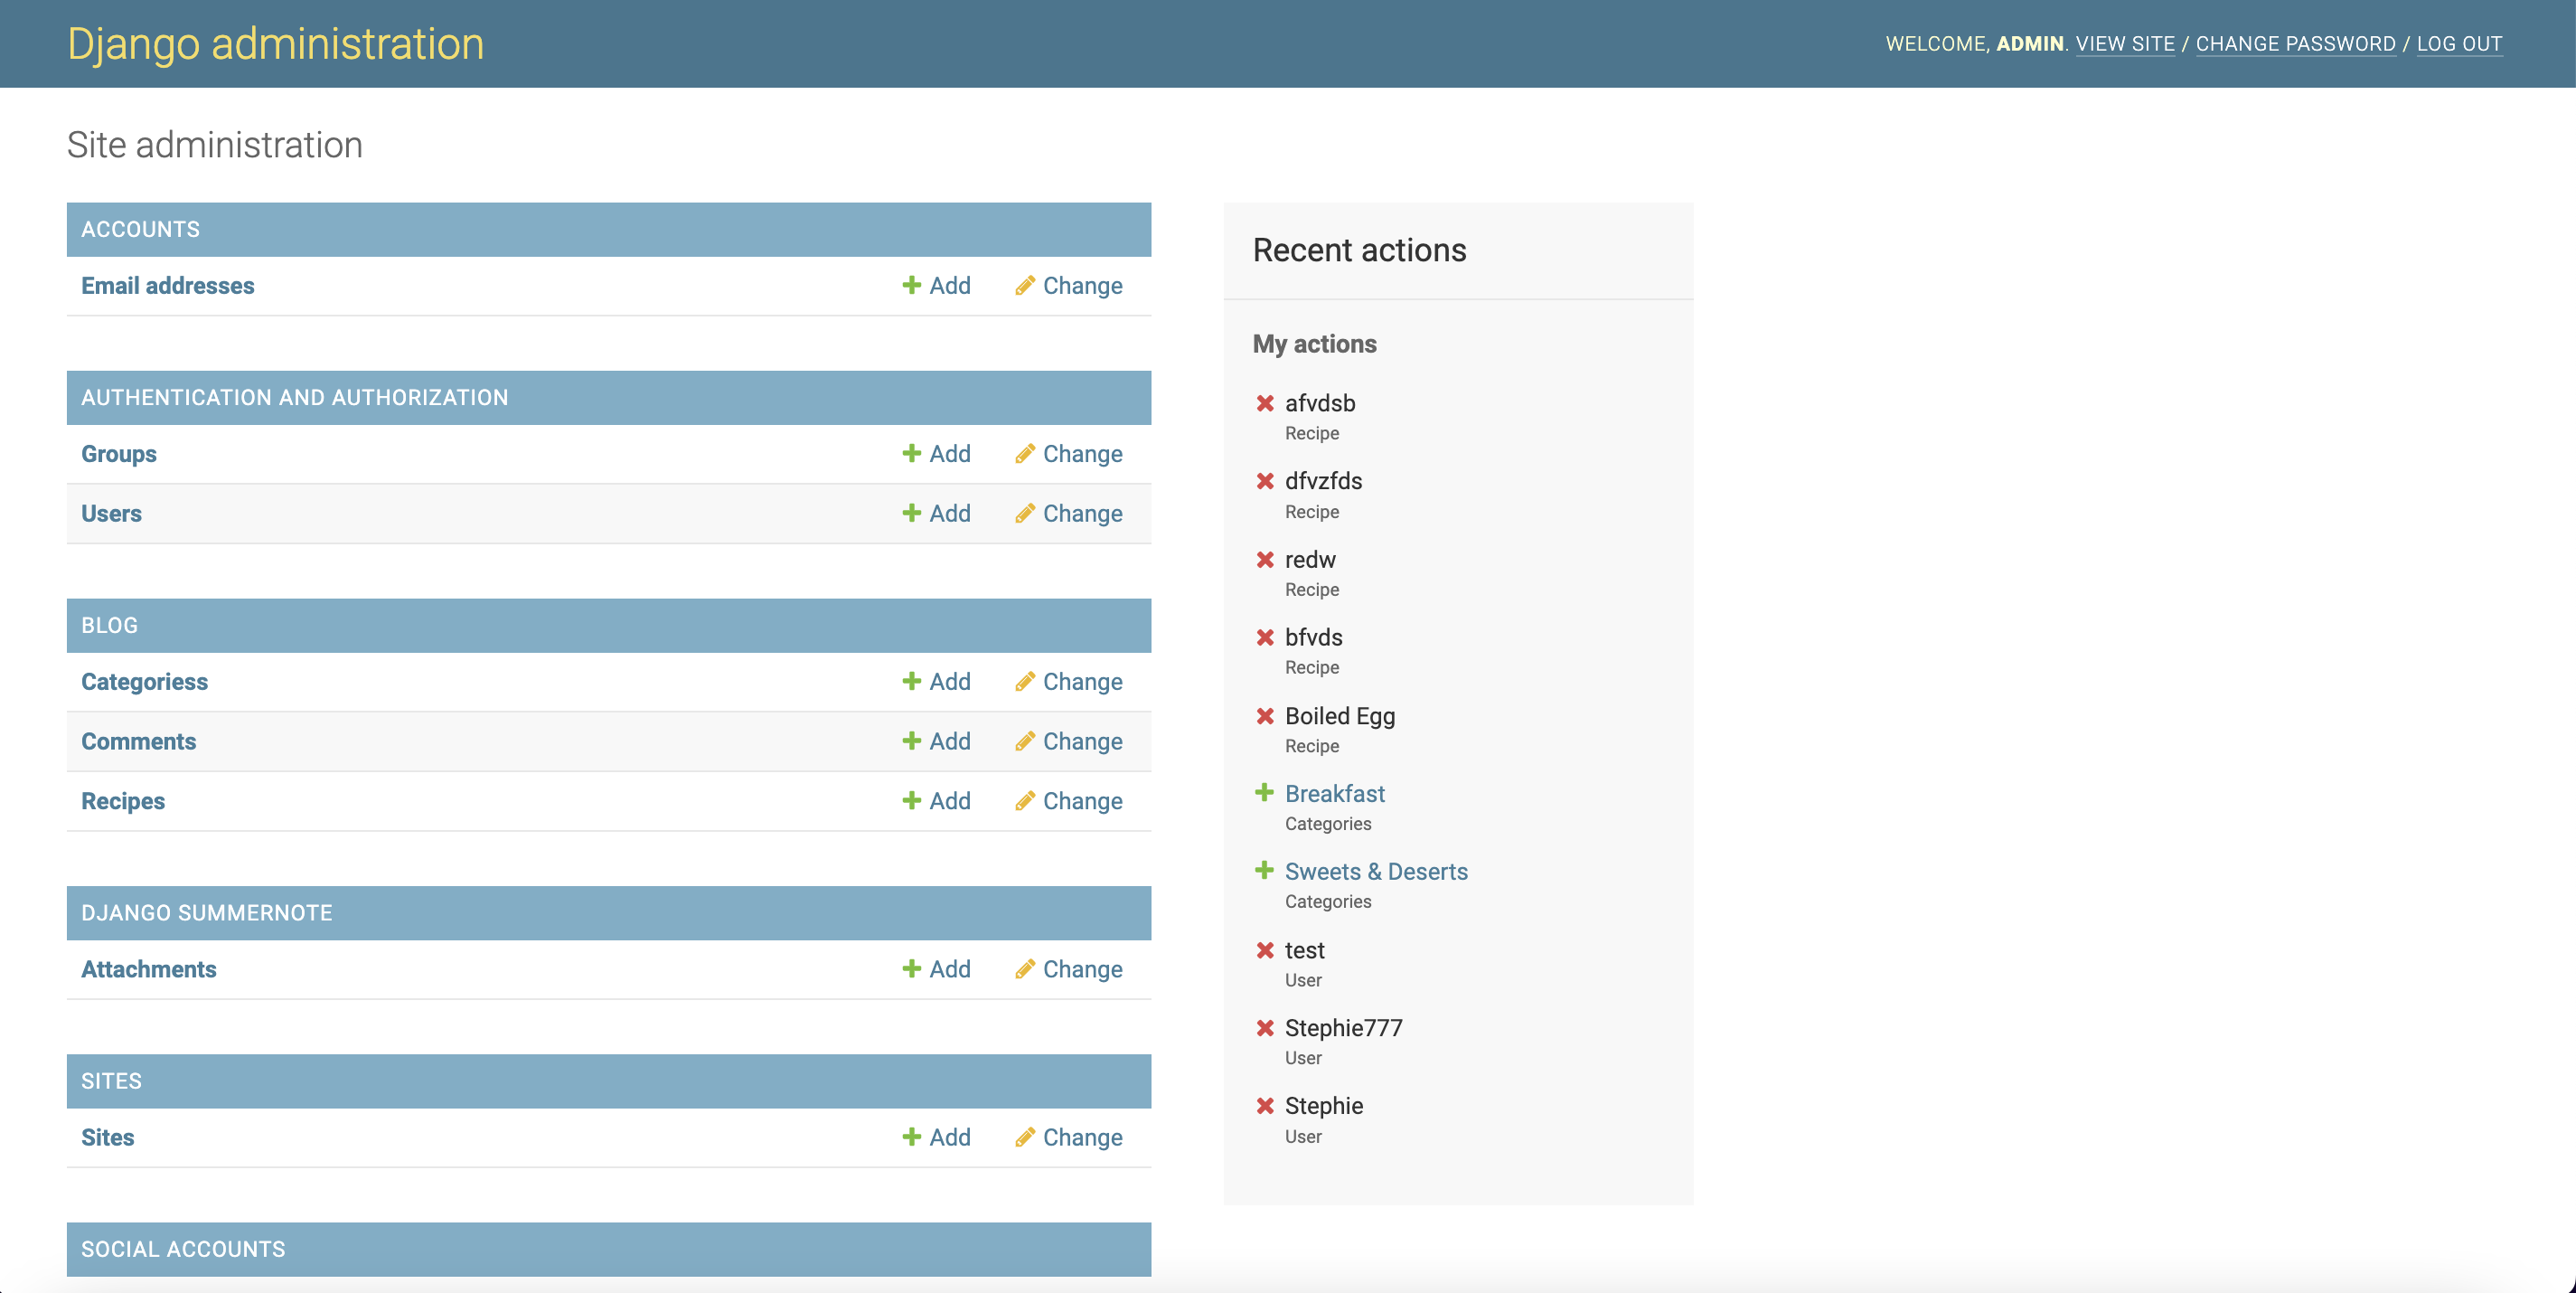 Django administration
WELCOME, ADMIN. VIEW SITE / CHANGE PASSWORD / LOG OUT
Site administration
ACCOUNTS
Email addresses Add Change
AUTHENTICATION AND AUTHORIZATION
Groups Add Change
Users Add Change
BLOG
Categoriess Add Change
Comments Add Change
Recipes Add Change
DJANGO SUMMERNOTE
Attachments Add Change
SITES
Sites Add Change
SOCIAL ACCOUNTS
Recent actions
My actions
afvdsb
Recipe
dfvzfds
Recipe
redw
Recipe
bfvds
Recipe
Boiled Egg
Recipe
Breakfast
Categories
Sweets & Deserts
Categories
test
User
Stephie777
User
Stephie
User